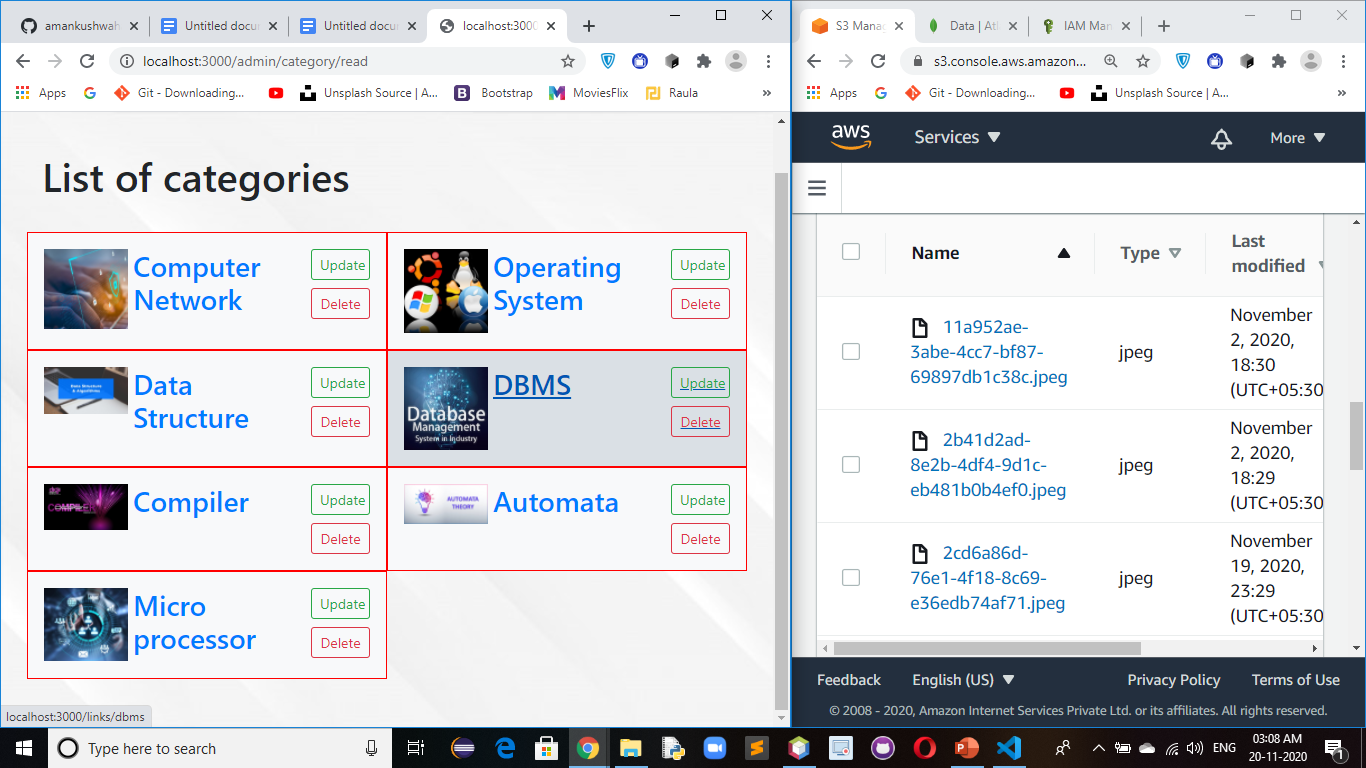 amankushwah
Untitled docu
Untitled docu
localhost:3000
localhost:3000/admin/category/read
Apps
Git - Downloading...
Unsplash Source | A...
Bootstrap
MoviesFlix
Raula
»
List of categories
Computer
Network
Update
Delete
Operating
System
Update
Delete
Data
Structure
Update
Delete
Database
Management
System in Industry
DBMS
Update
Delete
COMPILER
Compiler
Update
Delete
AUTOMATA
THEORY
Automata
Update
Delete
Micro
processor
Update
Delete
localhost:3000/links/dbms
S3 Manag
Data | Atl
IAM Man
s3.console.aws.amazon...
Apps
Git - Downloading...
Unsplash Source | A...
»
aws
Services
More
Name
Type
Last
modified
11a952ae-
3abe-4cc7-bf87-
69897db1c38c.jpeg
jpeg
November
2, 2020,
18:30
(UTC+05:30
2b41d2ad-
8e2b-4df4-9d1c-
eb481b0b4ef0.jpeg
jpeg
November
2, 2020,
18:29
(UTC+05:30
2cd6a86d-
76e1-4f18-8c69-
e36edb74af71.jpeg
jpeg
November
19, 2020,
23:29
(UTC+05:30
Feedback
English (US)
Privacy Policy
Terms of Use
© 2008 - 2020, Amazon Internet Services Private Ltd. or its affiliates. All rights reserved.
Type here to search
ENG
03:08 AM
20-11-2020
1